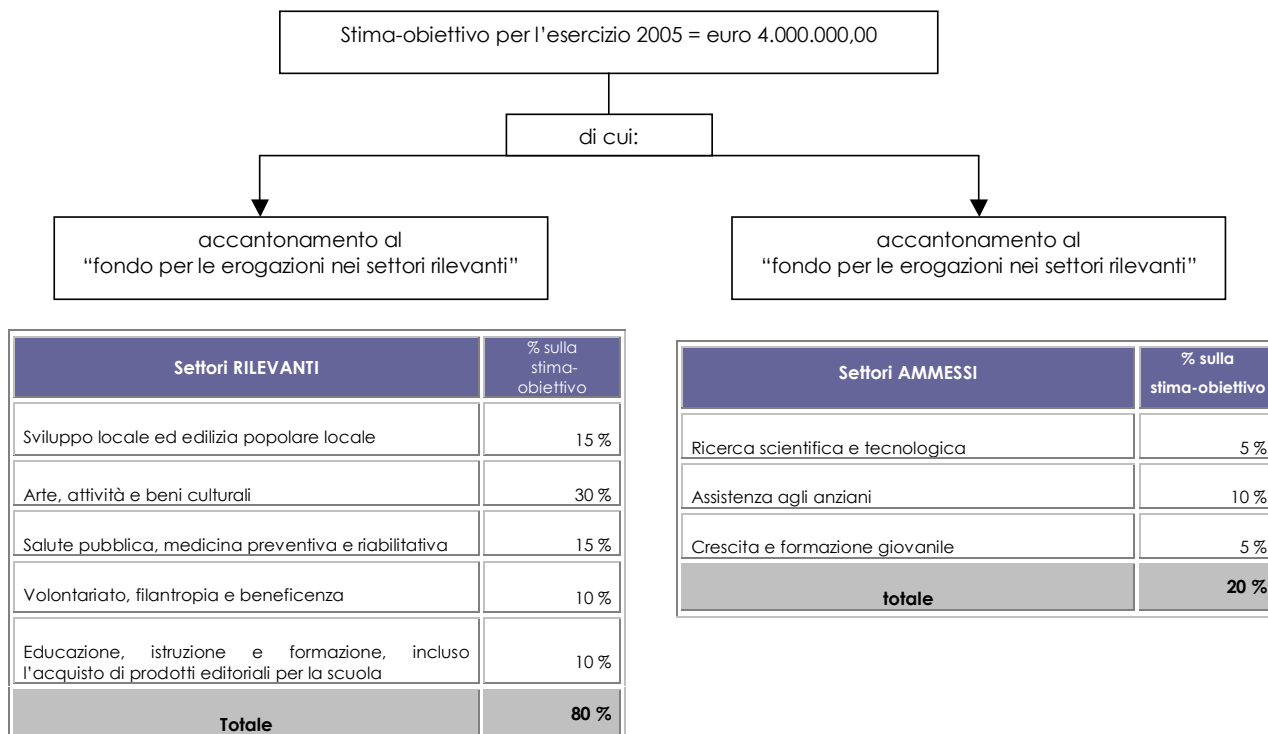 Stima-obiettivo per l’esercizio 2005 = euro 4.000.000,00
di cui:
accantonamento al
“fondo per le erogazioni nei settori rilevanti”
accantonamento al
“fondo per le erogazioni nei settori rilevanti”
Settori RILEVANTI
% sulla
stima-
obiettivo
Sviluppo locale ed edilizia popolare locale 15 %
Arte, attività e beni culturali 30 %
Salute pubblica, medicina preventiva e riabilitativa 15 %
Volontariato, filantropia e beneficenza 10 %
Educazione, istruzione e formazione, incluso
l’acquisto di prodotti editoriali per la scuola 10 %
Totale 80 %
Settori AMMESSI
% sulla
stima-obiettivo
Ricerca scientifica e tecnologica 5 %
Assistenza agli anziani 10 %
Crescita e formazione giovanile 5 %
totale 20 %